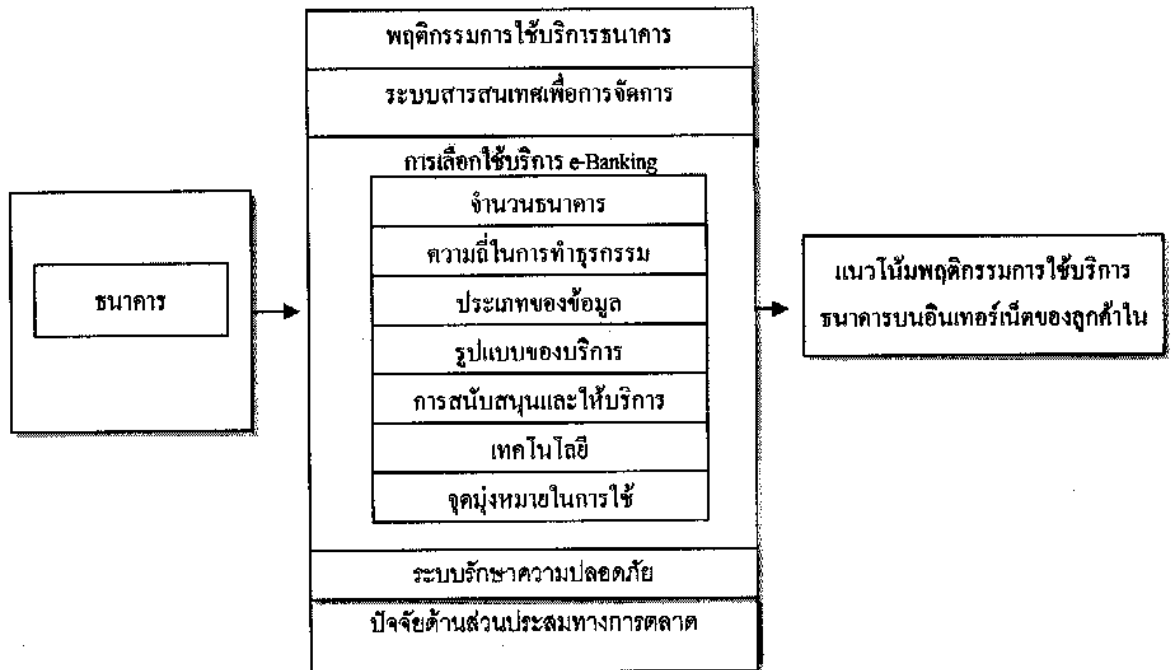 พฤติกรรมการใช้บริการธนาคาร
ระบบสารสนเทศเพื่อการจัดการ
การเลือกใช้บริการ e-Banking
จำนวนธนาคาร
ความถี่ในการทำธุรกรรม
ประเภทของข้อมูล
รูปแบบของบริการ
การสนับสนุนและให้บริการ
เทคโนโลยี
จุดมุ่งหมายในการใช้
ระบบรักษาความปลอดภัย
ปัจจัยด้านส่วนประสมทางการตลาด
ธนาคาร
แนวโน้มพฤติกรรมการใช้บริการ
ธนาคารบนอินเทอร์เน็ตของลูกค้าใน